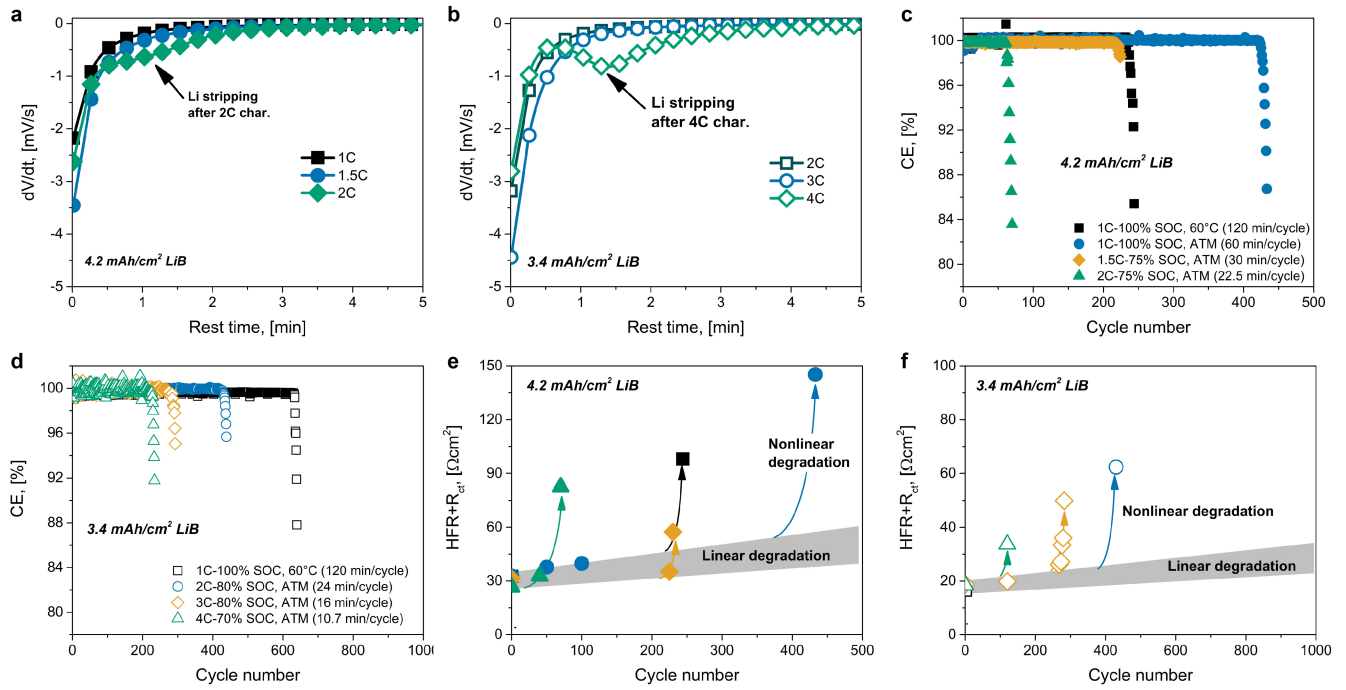 a
0
-1
-2
-3
-4
-5
dV/dt, [mV/s]
Li stripping
after 2C char.
1C
1.5C
2C
4.2 mAh/cm² LiB
0 1 2 3 4 5
Rest time, [min]
b
0
-1
-2
-3
-4
-5
dV/dt, [mV/s]
Li stripping
after 4C char.
2C
3C
4C
3.4 mAh/cm² LiB
0 1 2 3 4 5
Rest time, [min]
c
100
96
92
88
84
80
CE, [%]
4.2 mAh/cm² LiB
1C-100% SOC, 60°C (120 min/cycle)
1C-100% SOC, ATM (60 min/cycle)
1.5C-75% SOC, ATM (30 min/cycle)
2C-75% SOC, ATM (22.5 min/cycle)
0 100 200 300 400 500
Cycle number
d
100
96
92
88
84
80
CE, [%]
3.4 mAh/cm² LiB
1C-100% SOC, 60°C (120 min/cycle)
2C-80% SOC, ATM (24 min/cycle)
3C-80% SOC, ATM (16 min/cycle)
4C-70% SOC, ATM (10.7 min/cycle)
0 200 400 600 800 1000
Cycle number
e
150
120
90
60
30
0
HFR+Rct, [Ωcm²]
4.2 mAh/cm² LiB
Nonlinear
degradation
Linear degradation
0 100 200 300 400 500
Cycle number
f
100
80
60
40
20
0
HFR+Rct, [Ωcm²]
3.4 mAh/cm² LiB
Nonlinear degradation
Linear degradation
0 200 400 600 800 1000
Cycle number